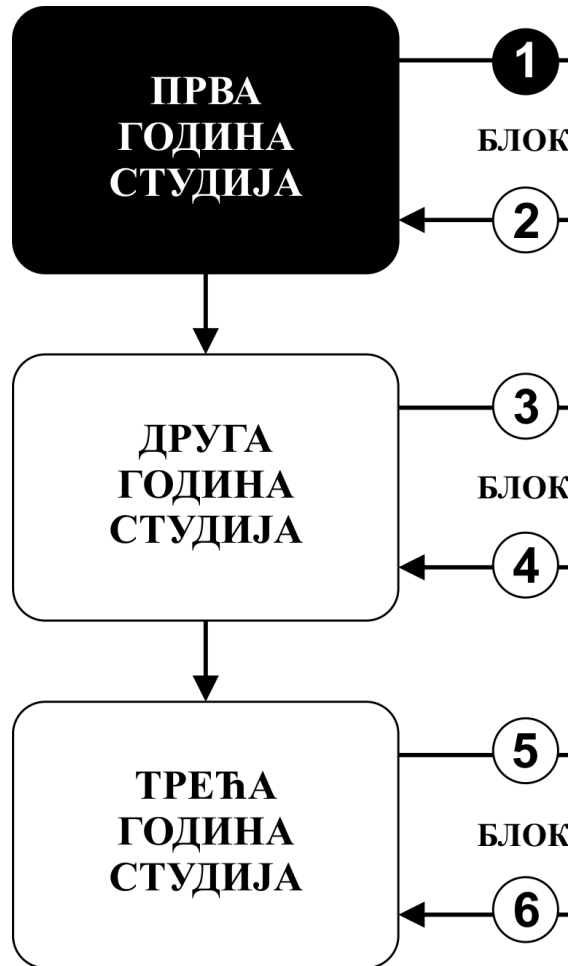 ПРВА
ГОДИНА
СТУДИЈА
1
БЛОК
2
ДРУГА
ГОДИНА
СТУДИЈА
3
БЛОК
4
ТРЕЋА
ГОДИНА
СТУДИЈА
5
БЛОК
6